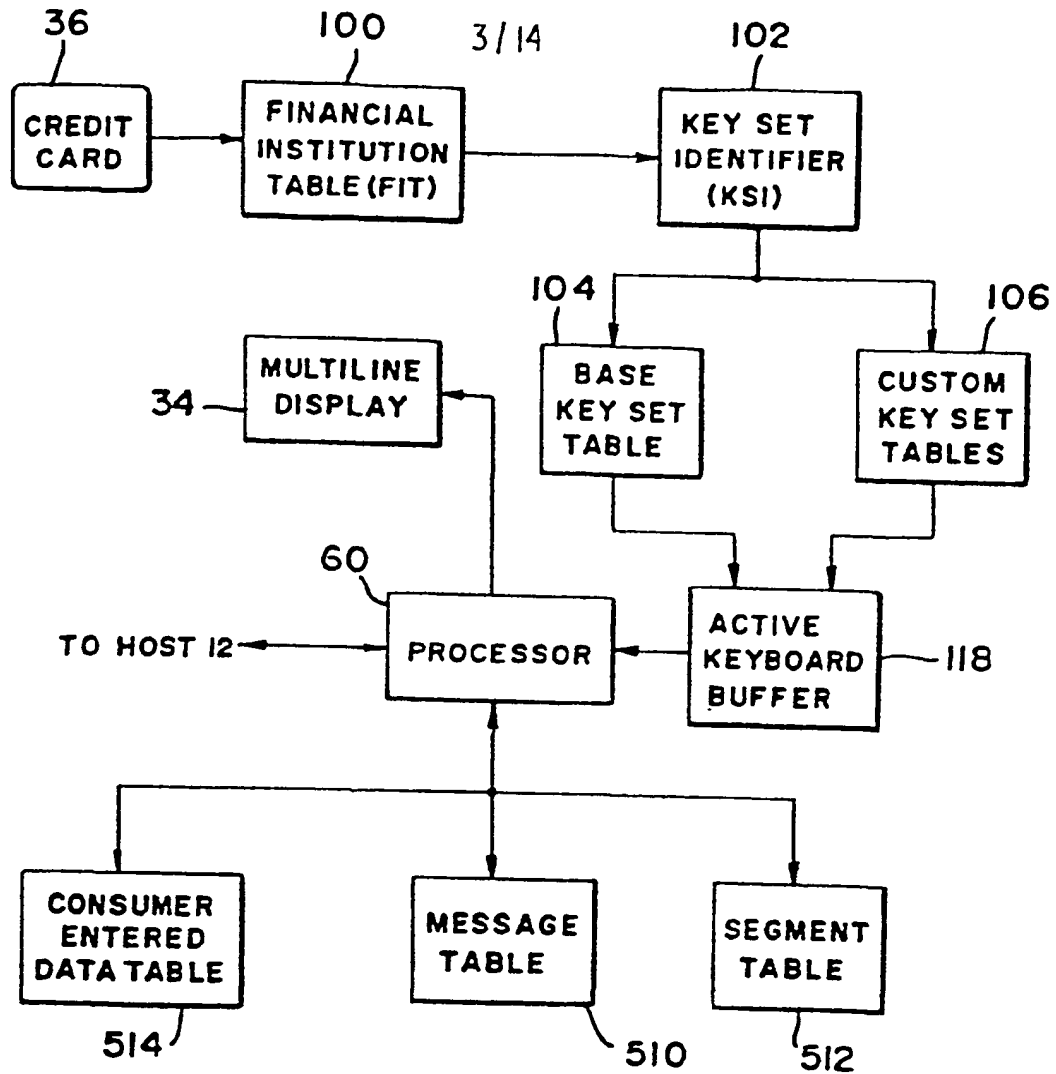 36
100
3/14
102
CREDIT
CARD
FINANCIAL
INSTITUTION
TABLE (FIT)
KEY SET
IDENTIFIER
(KSI)
104
106
MULTILINE
DISPLAY
34
BASE
KEY SET
TABLE
CUSTOM
KEY SET
TABLES
60
TO HOST 12
PROCESSOR
ACTIVE
KEYBOARD
BUFFER
118
CONSUMER
ENTERED
DATA TABLE
MESSAGE
TABLE
SEGMENT
TABLE
514
510
512